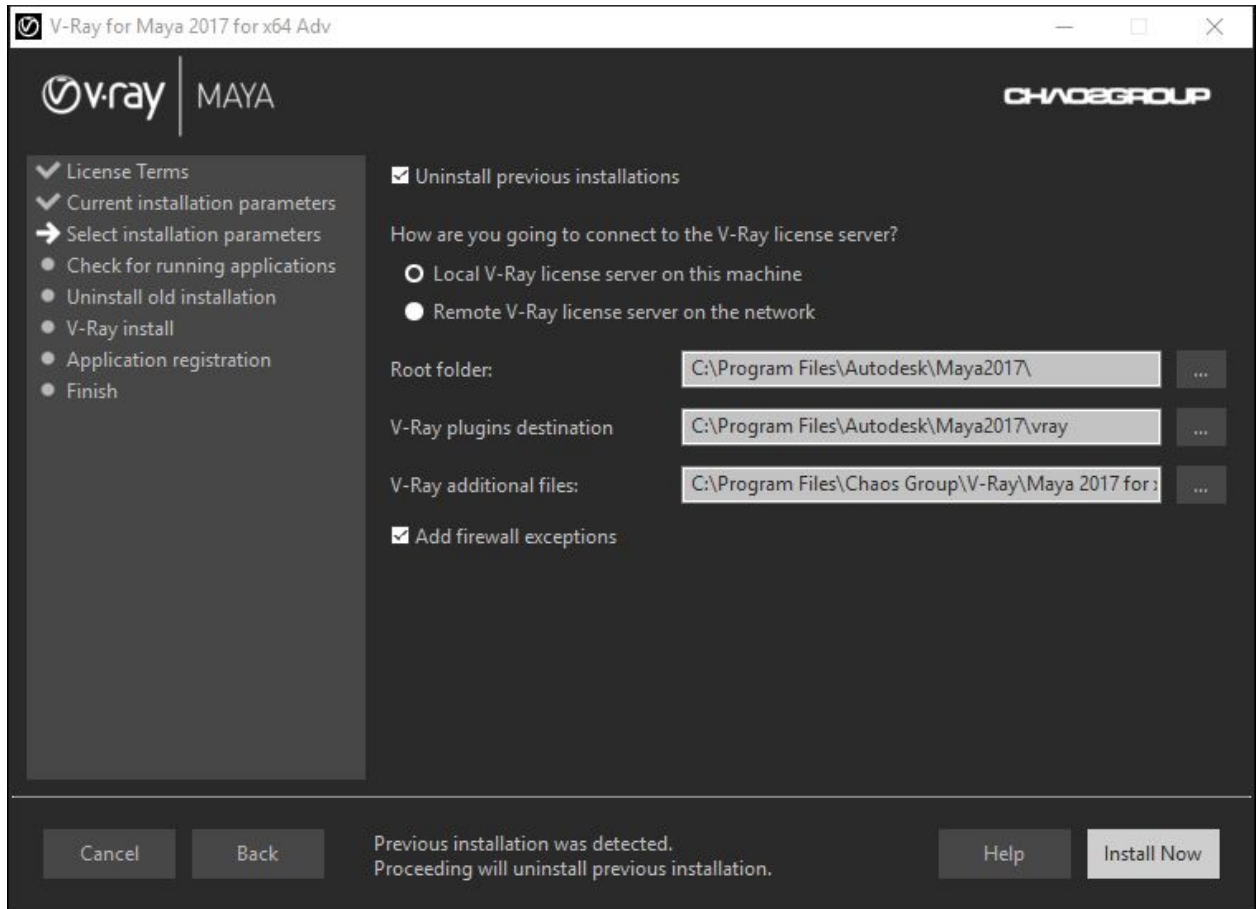 V-Ray for Maya 2017 for x64 Adv
v·ray MAYA
CHAOSGROUP
License Terms
Current installation parameters
Select installation parameters
Check for running applications
Uninstall old installation
V-Ray install
Application registration
Finish
Uninstall previous installations
How are you going to connect to the V-Ray license server?
Local V-Ray license server on this machine
Remote V-Ray license server on the network
Root folder: C:\Program Files\Autodesk\Maya2017\ ...
V-Ray plugins destination C:\Program Files\Autodesk\Maya2017\vray ...
V-Ray additional files: C:\Program Files\Chaos Group\V-Ray\Maya 2017 for ...
Add firewall exceptions
Cancel
Back
Previous installation was detected.
Proceeding will uninstall previous installation.
Help
Install Now